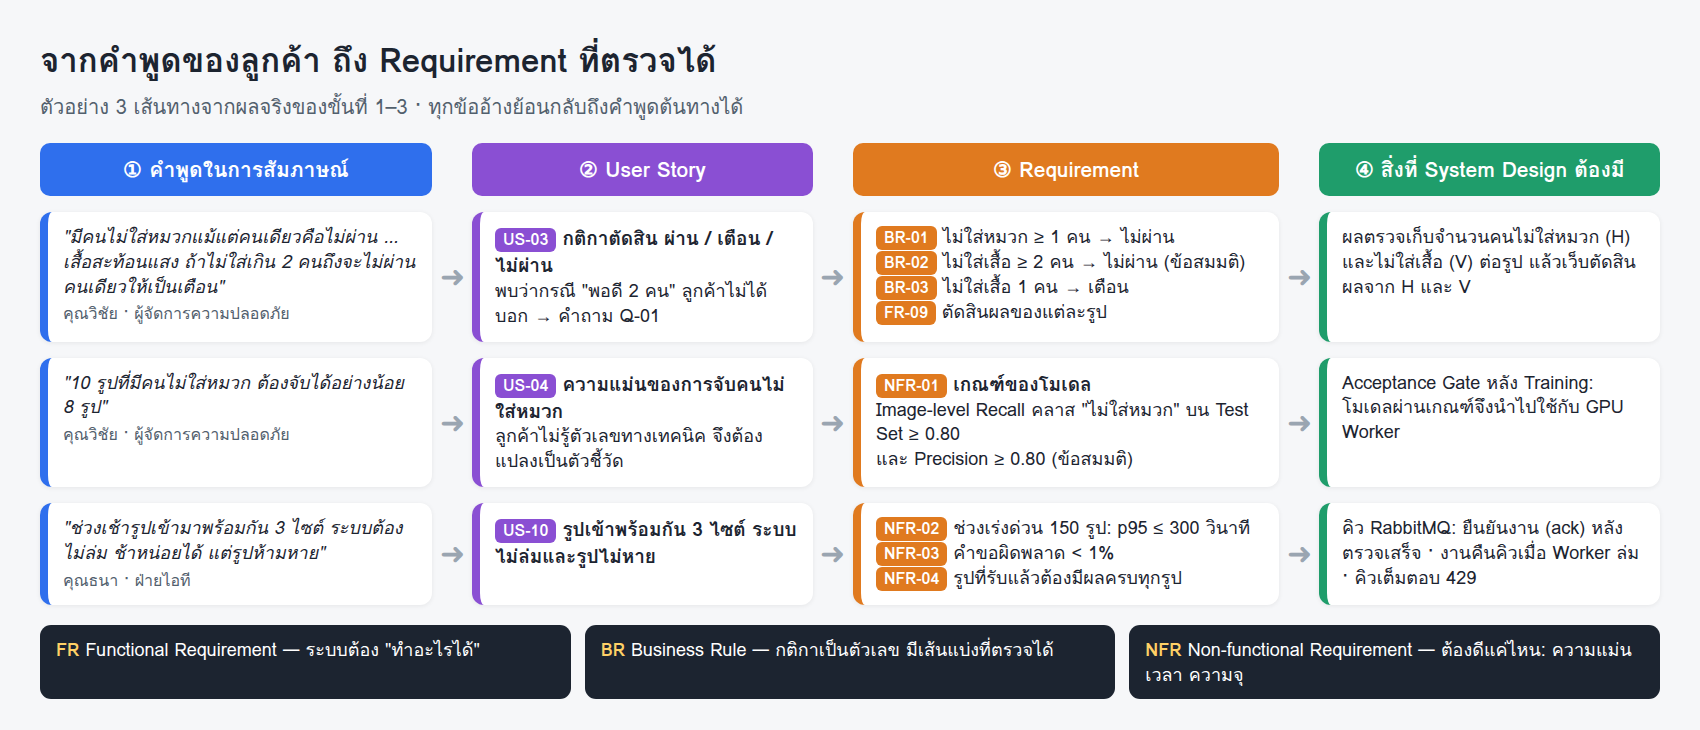 จากคำพูดของลูกค้า ถึง Requirement ที่ตรวจได้
ตัวอย่าง 3 เส้นทางจากผลจริงของขั้นที่ 1–3 · ทุกข้ออ้างย้อนกลับถึงคำพูดต้นทางได้
① คำพูดในการสัมภาษณ์
② User Story
③ Requirement
④ สิ่งที่ System Design ต้องมี
"มีคนไม่ใส่หมวกแม้แต่คนเดียวคือไม่ผ่าน ...
เสื้อสะท้อนแสง ถ้าไม่ใส่เกิน 2 คนถึงจะไม่ผ่าน
คนเดียวให้เป็นเตือน"
คุณวิชัย · ผู้จัดการความปลอดภัย
→
US-03 กติกาตัดสิน ผ่าน / เตือน /
ไม่ผ่าน
พบว่ากรณี "พอดี 2 คน" ลูกค้าไม่ได้
บอก → คำถาม Q-01
→
BR-01 ไม่ใส่หมวก ≥ 1 คน → ไม่ผ่าน
BR-02 ไม่ใส่เสื้อ ≥ 2 คน → ไม่ผ่าน (ข้อสมมติ)
BR-03 ไม่ใส่เสื้อ 1 คน → เตือน
FR-09 ตัดสินผลของแต่ละรูป
→
ผลตรวจเก็บจำนวนคนไม่ใส่หมวก (H)
และไม่ใส่เสื้อ (V) ต่อรูป แล้วเว็บตัดสิน
ผลจาก H และ V
"10 รูปที่มีคนไม่ใส่หมวก ต้องจับได้อย่างน้อย
8 รูป"
คุณวิชัย · ผู้จัดการความปลอดภัย
→
US-04 ความแม่นของการจับคนไม่
ใส่หมวก
ลูกค้าไม่รู้ตัวเลขทางเทคนิค จึงต้อง
แปลงเป็นตัวชี้วัด
→
NFR-01 เกณฑ์ของโมเดล
Image-level Recall คลาส "ไม่ใส่หมวก" บน Test
Set ≥ 0.80
และ Precision ≥ 0.80 (ข้อสมมติ)
→
Acceptance Gate หลัง Training:
โมเดลผ่านเกณฑ์จึงนำไปใช้กับ GPU
Worker
"ช่วงเช้ารูปเข้ามาพร้อมกัน 3 ไซต์ ระบบต้อง
ไม่ล่ม ช้าหน่อยได้ แต่รูปห้ามหาย"
คุณธนา · ฝ่ายไอที
→
US-10 รูปเข้าพร้อมกัน 3 ไซต์ ระบบ
ไม่ล่มและรูปไม่หาย
→
NFR-02 ช่วงเร่งด่วน 150 รูป: p95 ≤ 300 วินาที
NFR-03 คำขอผิดพลาด < 1%
NFR-04 รูปที่รับแล้วต้องมีผลครบทุกรูป
→
คิว RabbitMQ: ยืนยันงาน (ack) หลัง
ตรวจเสร็จ · งานคืนคิวเมื่อ Worker ล่ม
· คิวเต็มตอบ 429
FR Functional Requirement — ระบบต้อง "ทำอะไรได้"
BR Business Rule — กติกาเป็นตัวเลข มีเส้นแบ่งที่ตรวจได้
NFR Non-functional Requirement — ต้องดีแค่ไหน: ความแม่น
เวลา ความจุ